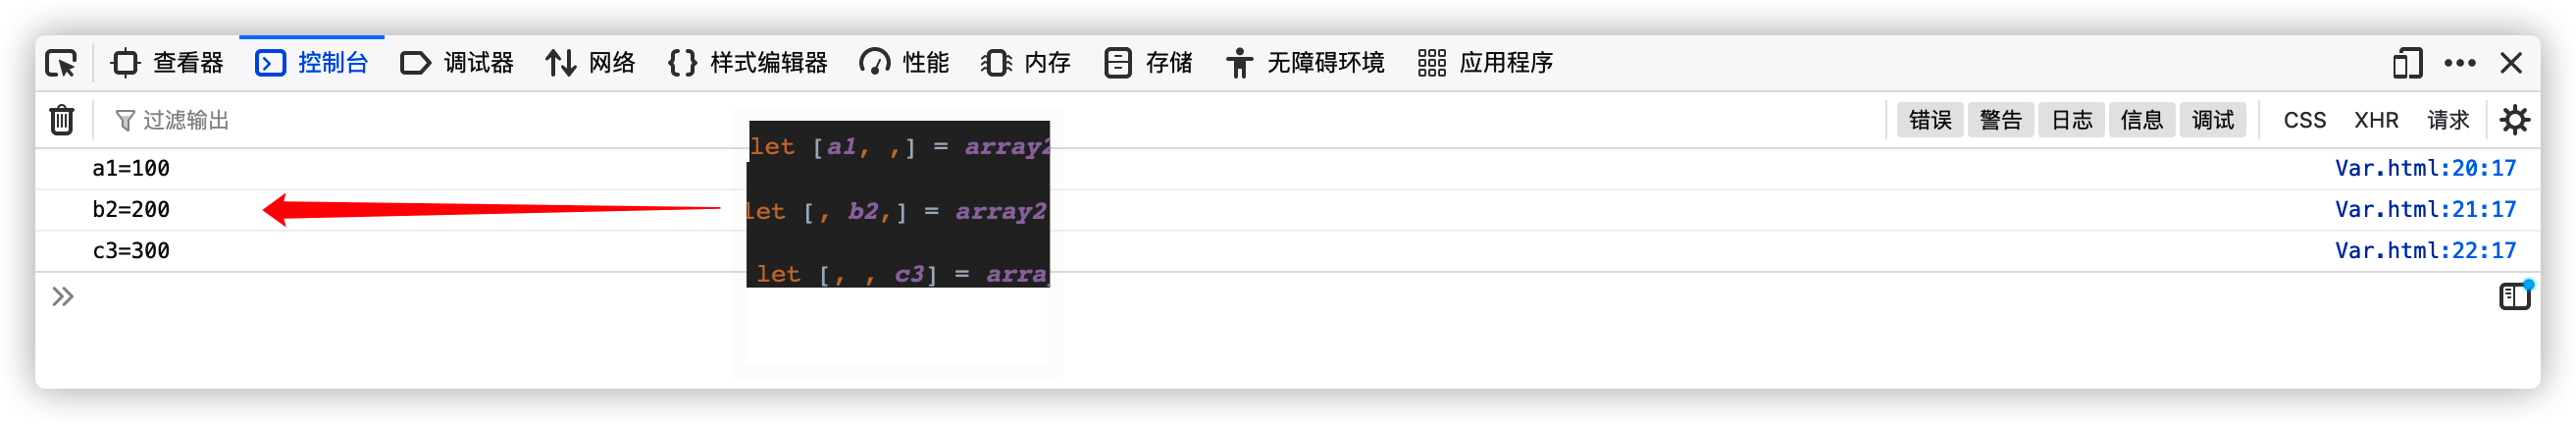 查看器 控制台 调试器 网络 样式编辑器 性能 内存 存储 无障碍环境 应用程序
过滤输出 错误 警告 日志 信息 调试 CSS XHR 请求
let [a1, ,] = array2
a1=100 Var.html:20:17
let [, b2,] = array2
b2=200 Var.html:21:17
c3=300 Var.html:22:17
let [, , c3] = arra